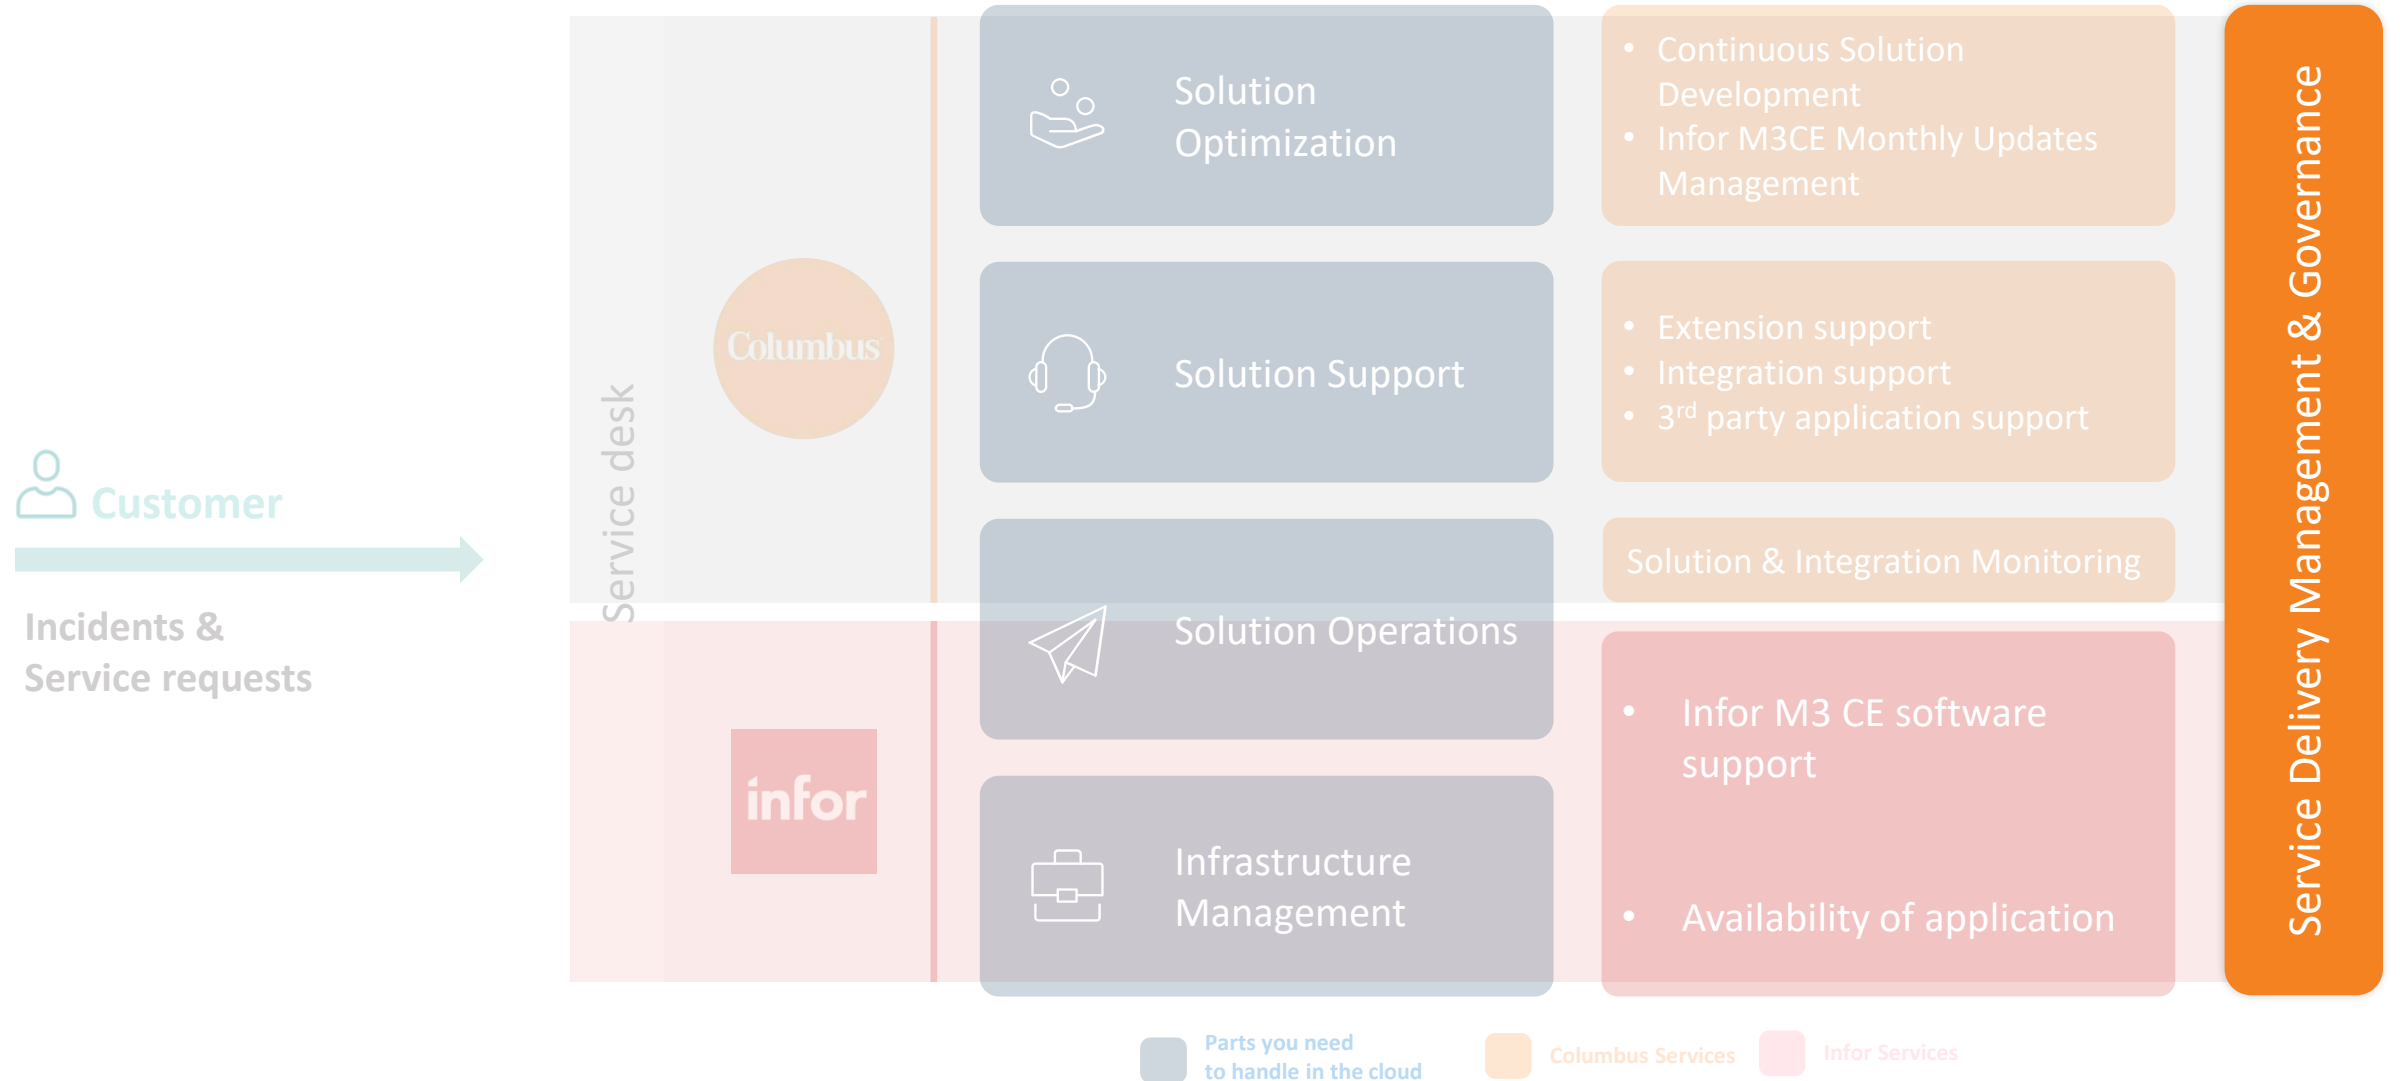 Customer
Incidents &
Service requests
Service desk
Columbus
infor
Solution
Optimization
Solution Support
Solution Operations
Infrastructure
Management
• Continuous Solution
Development
• Infor M3CE Monthly Updates
Management
• Extension support
• Integration support
• 3rd party application support
Solution & Integration Monitoring
• Infor M3 CE software
support
• Availability of application
Service Delivery Management & Governance
Parts you need
to handle in the cloud
Columbus Services
Infor Services